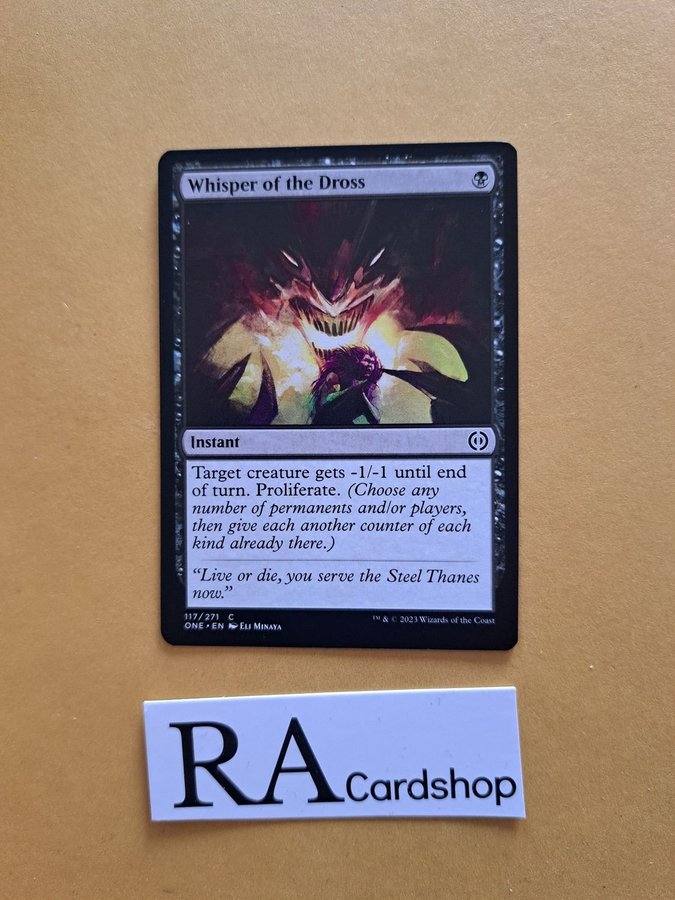 Whisper of the Dross
Instant
Target creature gets -1/-1 until end
of turn. Proliferate. (Choose any
number of permanents and/or players,
then give each another counter of each
kind already there.)
“Live or die, you serve the Steel Thanes
now.”
117/271 C
ONE • EN Eli Minaya
™ & © 2023 Wizards of the Coast
RA Cardshop